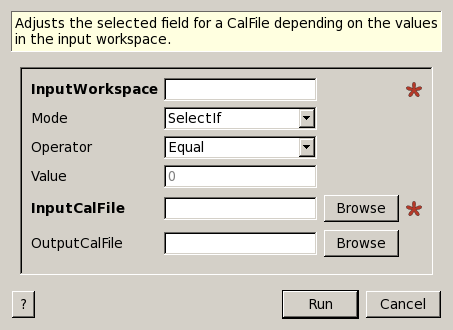 Adjusts the selected field for a CalFile depending on the values
in the input workspace.
InputWorkspace
Mode SelectIf
Operator Equal
Value 0
InputCalFile Browse
OutputCalFile Browse
? Run Cancel